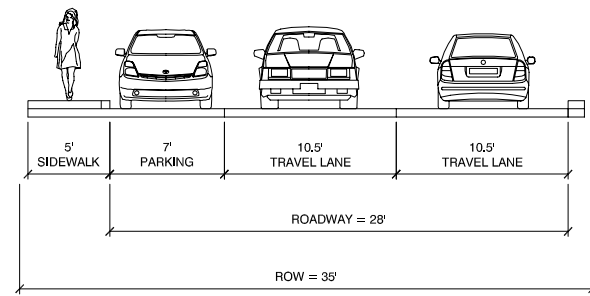 5'
SIDEWALK
7'
PARKING
10.5'
TRAVEL LANE
10.5'
TRAVEL LANE
ROADWAY = 28'
ROW = 35'